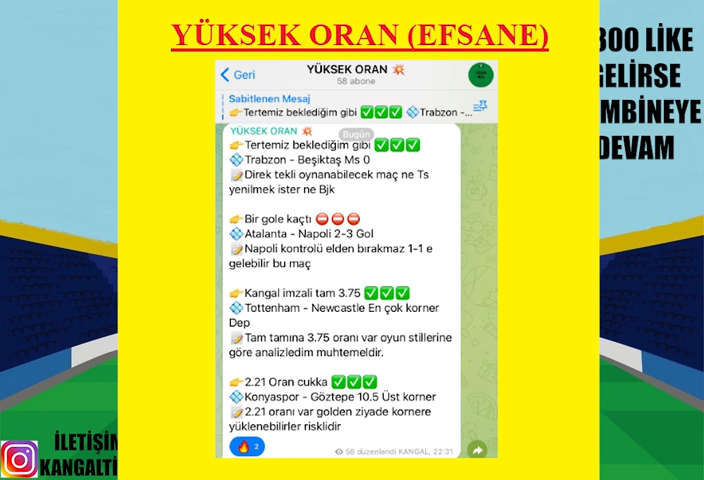 YÜKSEK ORAN (EFSANE)
300 LİKE
GELİRSE
MBİNEYE
DEVAM
Geri
YÜKSEK ORAN 💥
58 abone
Sabitlenen Mesaj
👉Tertemiz beklediğim gibi ✅✅✅ 💠Trabzon -...
YÜKSEK ORAN 💥
Bugün
👉Tertemiz beklediğim gibi ✅✅✅
💠Trabzon - Beşiktaş Ms 0
📝Direk tekli oynanabilecek maç ne Ts
yenilmek ister ne Bjk
👉Bir gole kaçtı ⛔⛔⛔
💠Atalanta - Napoli 2-3 Gol
📝Napoli kontrolü elden bırakmaz 1-1 e
gelebilir bu maç
👉Kangal imzali tam 3.75 ✅✅✅
💠Tottenham - Newcastle En çok korner
Dep
📝Tam tamına 3.75 oranı var oyun stillerine
göre analizledim muhtemeldir.
👉2.21 Oran cukka ✅✅✅
💠Konyaspor - Göztepe 10.5 Üst korner
📝2.21 oranı var golden ziyade kornere
yüklenebilirler risklidir
🔥 2
58 düzenlendi KANGAL, 22:31
İLETİŞİM
KANGALTİ